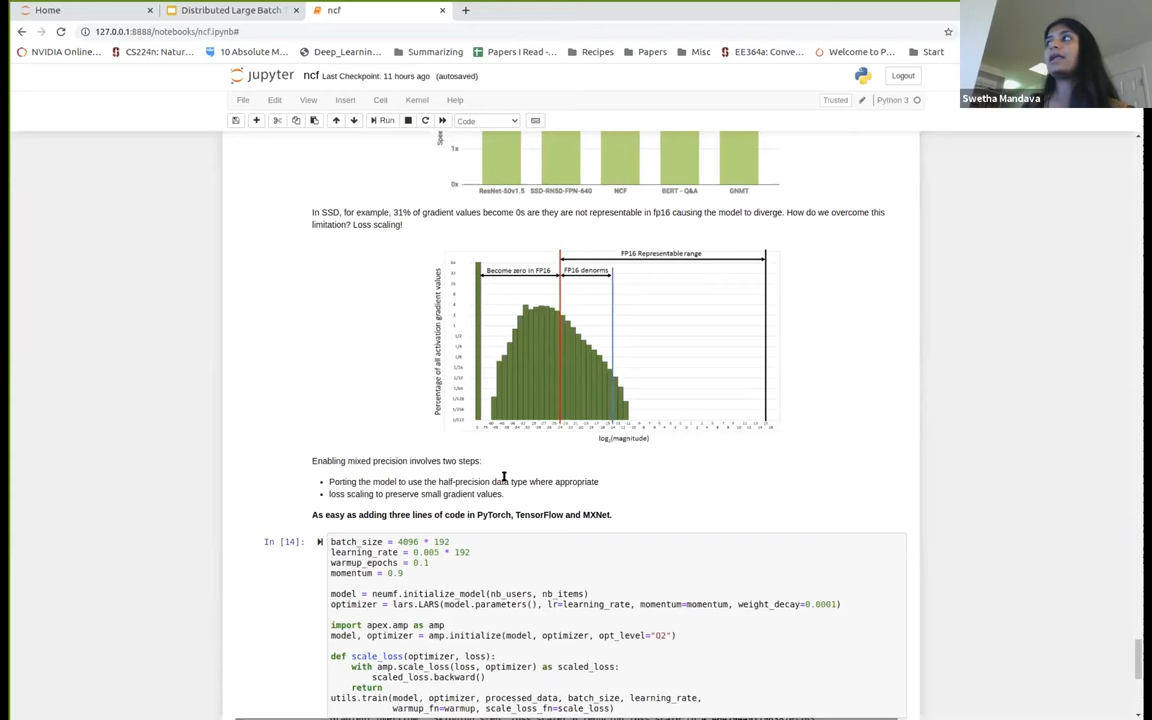 Home
Distributed Large Batch T
ncf
127.0.0.1:8888/notebooks/ncf.ipynb#
NVIDIA Online...
CS224n: Natur...
10 Absolute M...
Deep_Learnin...
Summarizing
Papers I Read -...
Recipes
Papers
Misc
EE364a: Conve...
Welcome to P...
Start
Swetha Mandava
jupyter ncf Last Checkpoint: 11 hours ago (autosaved)
Logout
File Edit View Insert Cell Kernel Help
Trusted
Python 3
Run
Code
Spee
1x
0x
ResNet-50v1.5 SSD-RN50-FPN-640 NCF BERT - Q&A GNMT
In SSD, for example, 31% of gradient values become 0s are they are not representable in fp16 causing the model to diverge. How do we overcome this
limitation? Loss scaling!
FP16 Representable range
Become zero in FP16
FP16 denorms
Percentage of all activation gradient values
log2(magnitude)
Enabling mixed precision involves two steps:
• Porting the model to use the half-precision data type where appropriate
• loss scaling to preserve small gradient values.
As easy as adding three lines of code in PyTorch, TensorFlow and MXNet.
In [14]:
batch_size = 4096 * 192
learning_rate = 0.005 * 192
warmup_epochs = 0.1
momentum = 0.9
model = neumf.initialize_model(nb_users, nb_items)
optimizer = lars.LARS(model.parameters(), lr=learning_rate, momentum=momentum, weight_decay=0.0001)
import apex.amp as amp
model, optimizer = amp.initialize(model, optimizer, opt_level="O2")
def scale_loss(optimizer, loss):
with amp.scale_loss(loss, optimizer) as scaled_loss:
scaled_loss.backward()
return
utils.train(model, optimizer, processed_data, batch_size, learning_rate,
warmup_fn=warmup, scale_loss_fn=scale_loss)